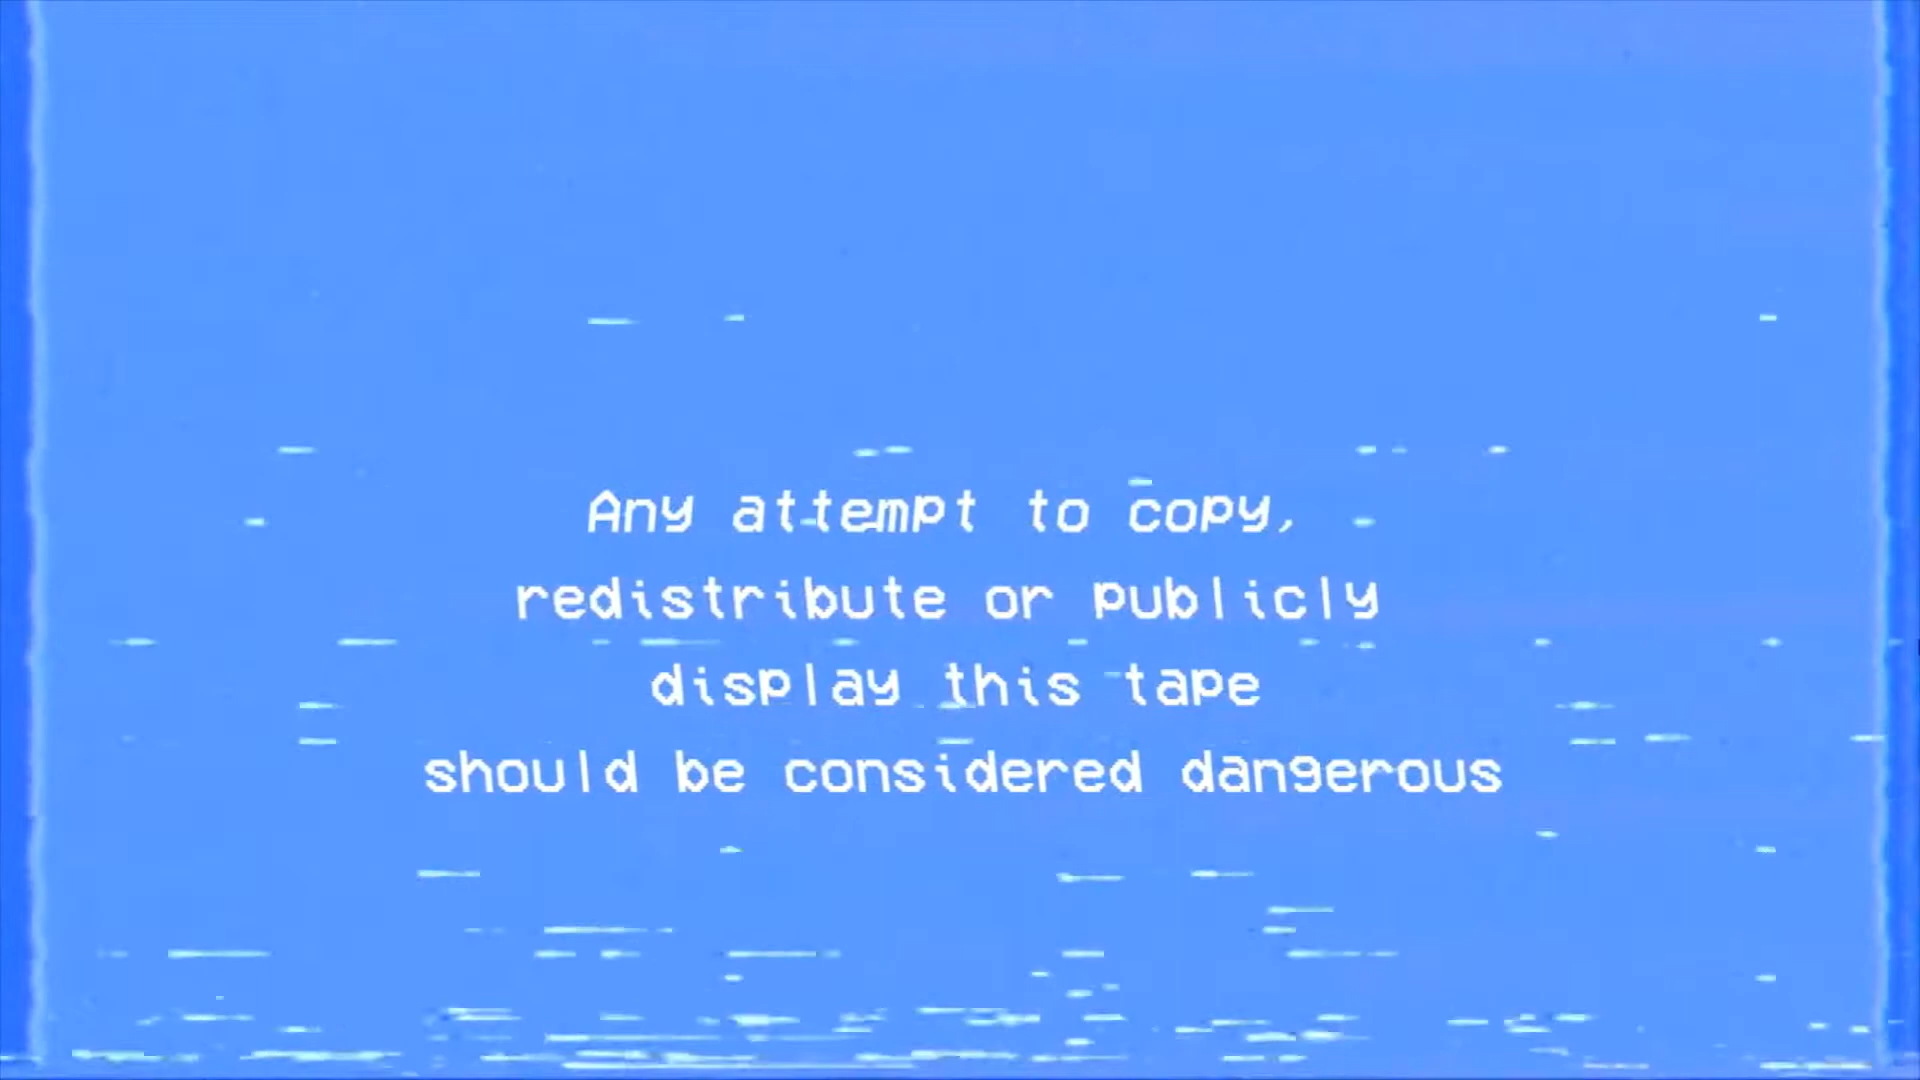 Any attempt to copy,
redistribute or publicly
display this tape
should be considered dangerous